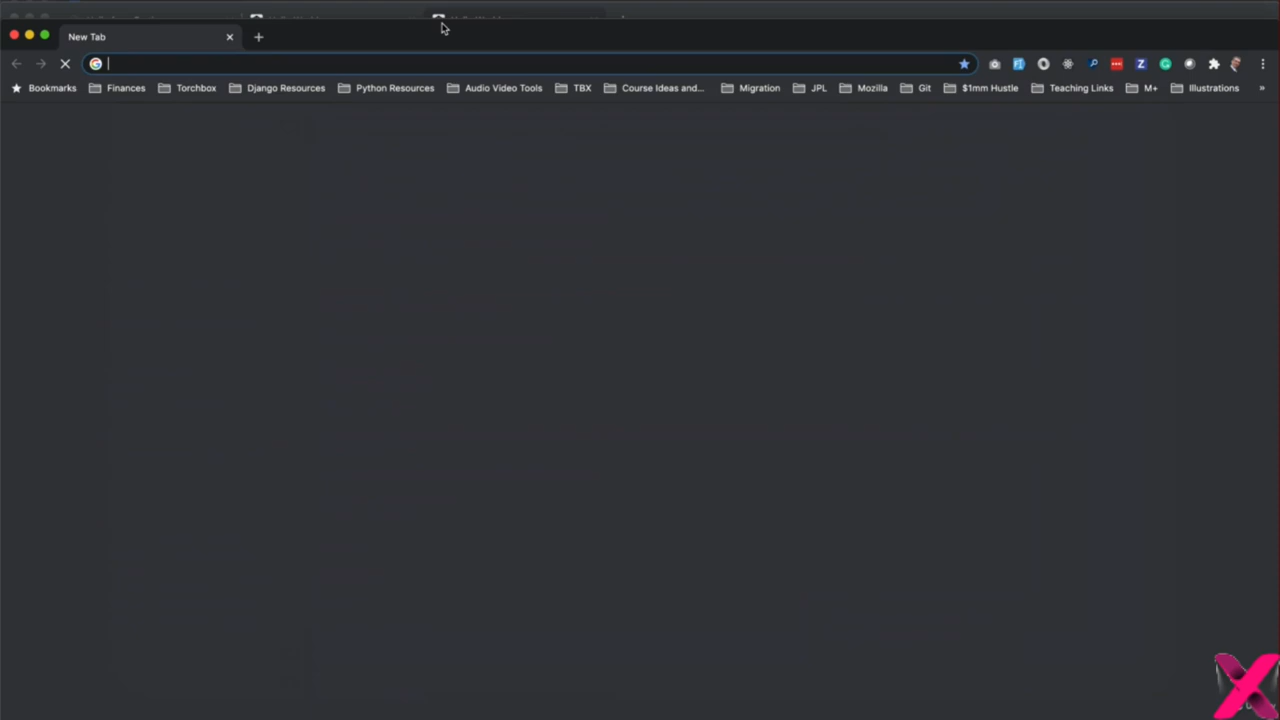 New Tab
Bookmarks Finances Torchbox Django Resources Python Resources Audio Video Tools TBX Course Ideas and... Migration JPL Mozilla Git $1mm Hustle Teaching Links M+ Illustrations »